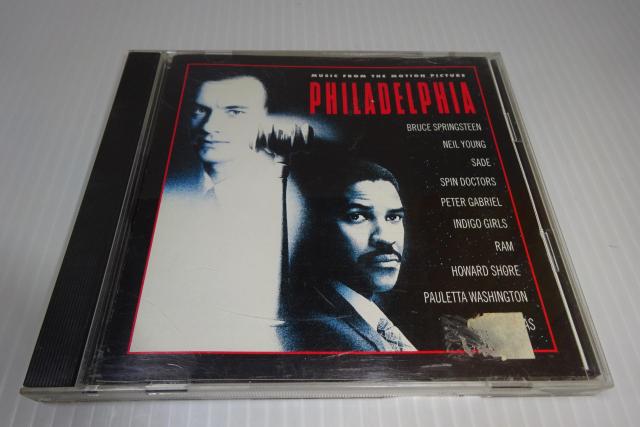 MUSIC FROM THE MOTION PICTURE
PHILADELPHIA
BRUCE SPRINGSTEEN
NEIL YOUNG
SADE
SPIN DOCTORS
PETER GABRIEL
INDIGO GIRLS
RAM
HOWARD SHORE
PAULETTA WASHINGTON